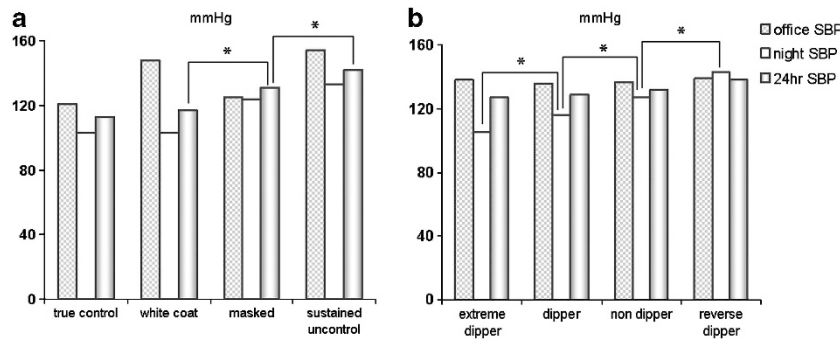 a
mmHg
*
*
160
120
80
40
0
true control
white coat
masked
sustained
uncontrol
b
mmHg
*
*
*
160
120
80
40
0
extreme
dipper
dipper
non dipper
reverse
dipper
office SBP
night SBP
24hr SBP